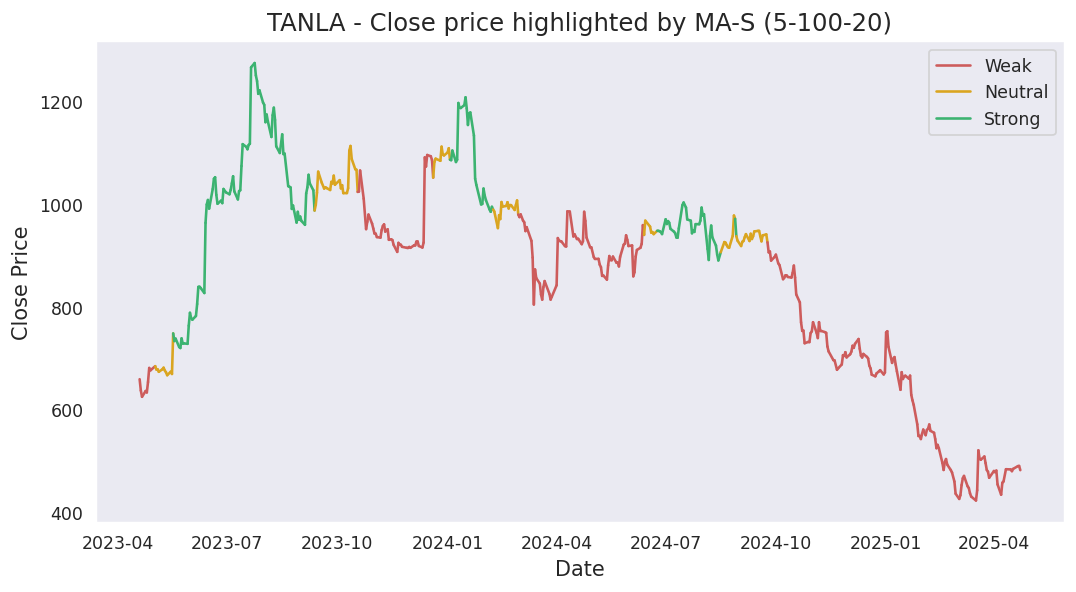 TANLA - Close price highlighted by MA-S (5-100-20)
Weak
Neutral
Strong
Close Price
1200
1000
800
600
400
2023-04 2023-07 2023-10 2024-01 2024-04 2024-07 2024-10 2025-01 2025-04
Date